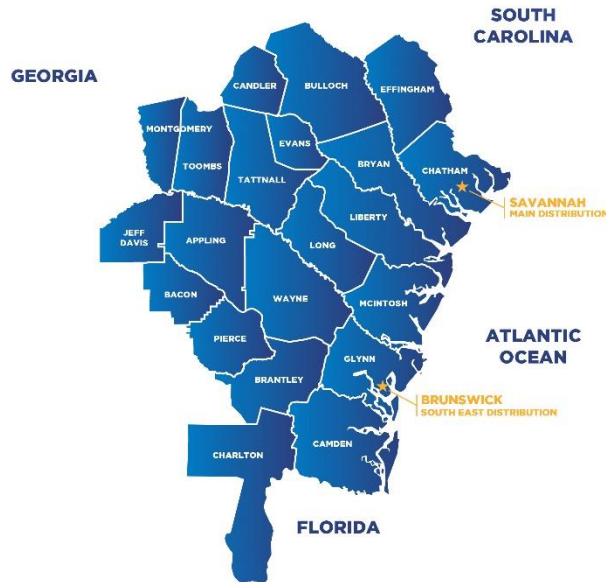 SOUTH
CAROLINA
GEORGIA
CANDLER
BULLOCH
EFFINGHAM
MONTGOMERY
TOOMBS
EVANS
TATTNALL
BRYAN
CHATHAM
SAVANNAH
MAIN DISTRIBUTION
LIBERTY
JEFF
DAVIS
APPLING
LONG
BACON
WAYNE
MCINTOSH
PIERCE
GLYNN
ATLANTIC
OCEAN
BRANTLEY
BRUNSWICK
SOUTH EAST DISTRIBUTION
CHARLTON
CAMDEN
FLORIDA